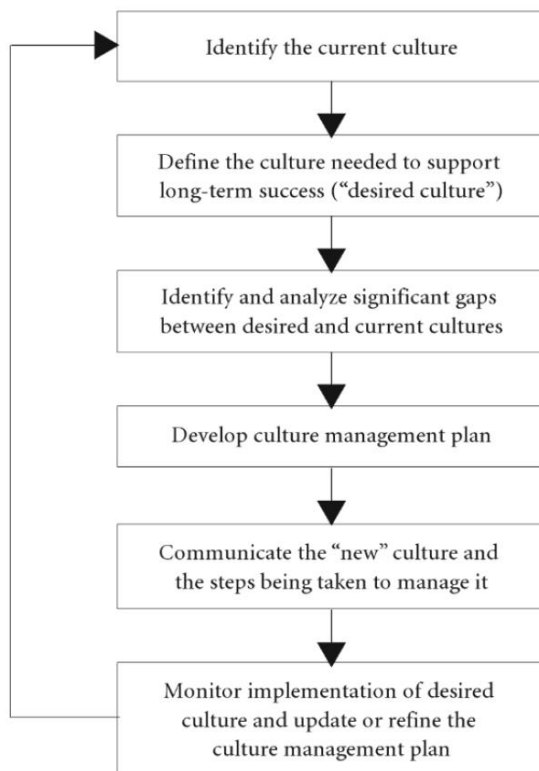 Identify the current culture
Define the culture needed to support
long-term success (“desired culture”)
Identify and analyze significant gaps
between desired and current cultures
Develop culture management plan
Communicate the “new” culture and
the steps being taken to manage it
Monitor implementation of desired
culture and update or refine the
culture management plan